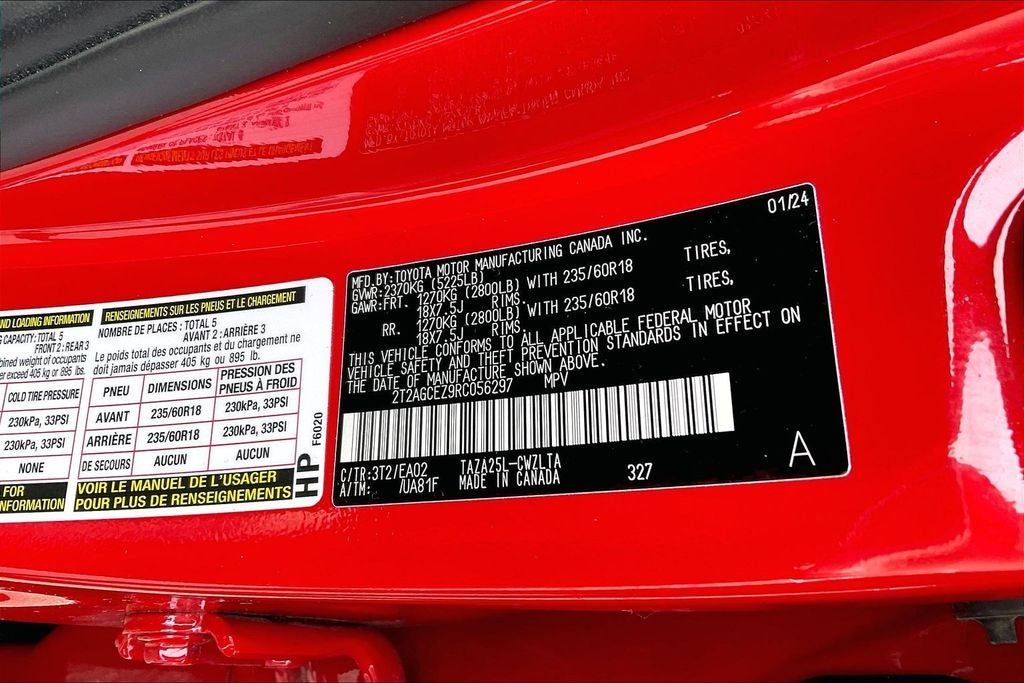 AND LOADING INFORMATION
CAPACITY: TOTAL 5
FRONT 2 : REAR 3
weight of occupants
exceed 405 kg or 895 lbs.
COLD TIRE PRESSURE
230kPa, 33PSI
230kPa, 33PSI
NONE
FOR
INFORMATION
RENSEIGNEMENTS SUR LES PNEUS ET LE CHARGEMENT
NOMBRE DE PLACES : TOTAL 5
AVANT 2 : ARRIÈRE 3
Le poids total des occupants et du chargement ne
doit jamais dépasser 405 kg ou 895 lb.
PNEU DIMENSIONS PRESSION DES PNEUS À FROID
AVANT 235/60R18 230kPa, 33PSI
ARRIÈRE 235/60R18 230kPa, 33PSI
DE SECOURS AUCUN AUCUN
VOIR LE MANUEL DE L'USAGER
POUR PLUS DE RENSEIGNEMENTS
HP F6020
01/24
MFD.BY:TOYOTA MOTOR MANUFACTURING CANADA INC.
GVWR:2370KG (5225LB)
GAWR:FRT. 1270KG (2800LB) WITH 235/60R18 TIRES,
18X7.5J RIMS.
RR. 1270KG (2800LB) WITH 235/60R18 TIRES,
18X7.5J RIMS.
THIS VEHICLE CONFORMS TO ALL APPLICABLE FEDERAL MOTOR
VEHICLE SAFETY AND THEFT PREVENTION STANDARDS IN EFFECT ON
THE DATE OF MANUFACTURE SHOWN ABOVE.
2T2AGCEZ9RC056297 MPV
C/TR:3T2/EA02 TAZA25L-CWZLTA 327
A/TM: /UA81F MADE IN CANADA
A